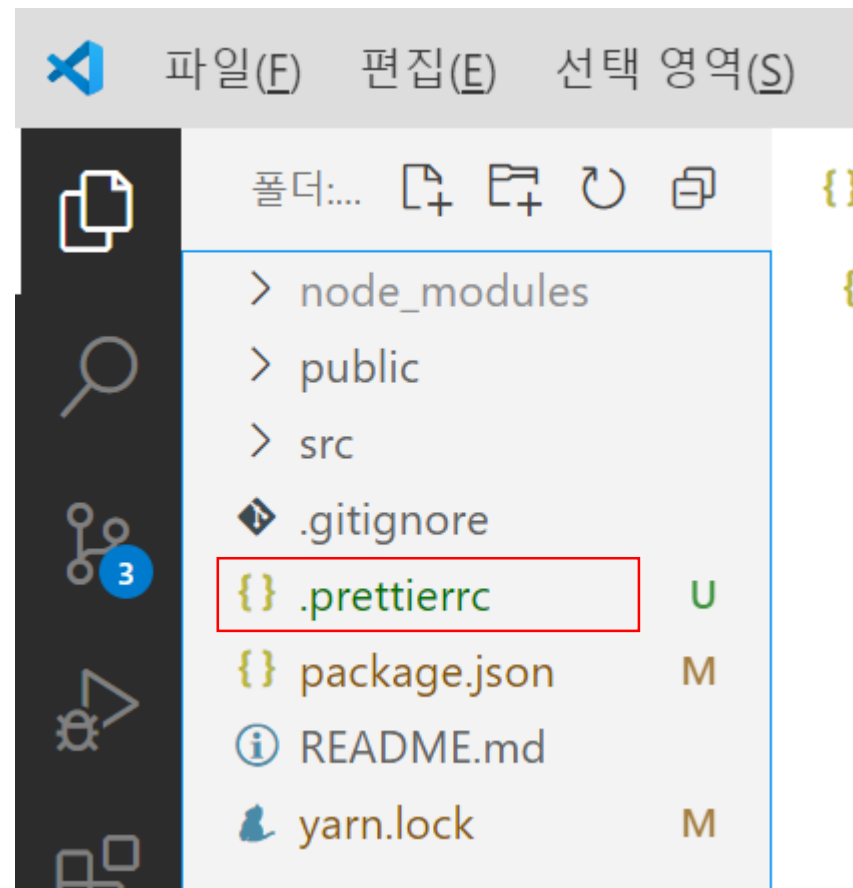 파일(F) 편집(E) 선택 영역(S)
폴더:...
node_modules
public
src
.gitignore
.prettierrc U
3
package.json M
README.md
yarn.lock M